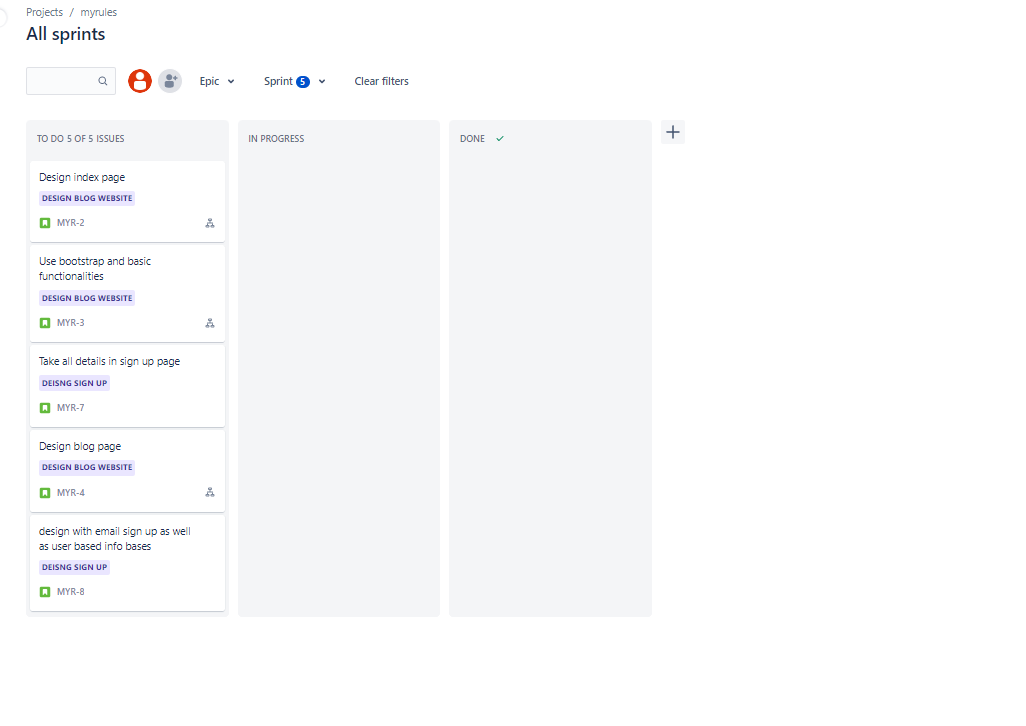 Projects / myrules
All sprints
Epic
Sprint 5
Clear filters
TO DO 5 OF 5 ISSUES
Design index page
DESIGN BLOG WEBSITE
MYR-2
Use bootstrap and basic
functionalities
DESIGN BLOG WEBSITE
MYR-3
Take all details in sign up page
DEISNG SIGN UP
MYR-7
Design blog page
DESIGN BLOG WEBSITE
MYR-4
design with email sign up as well
as user based info bases
DEISNG SIGN UP
MYR-8
IN PROGRESS
DONE